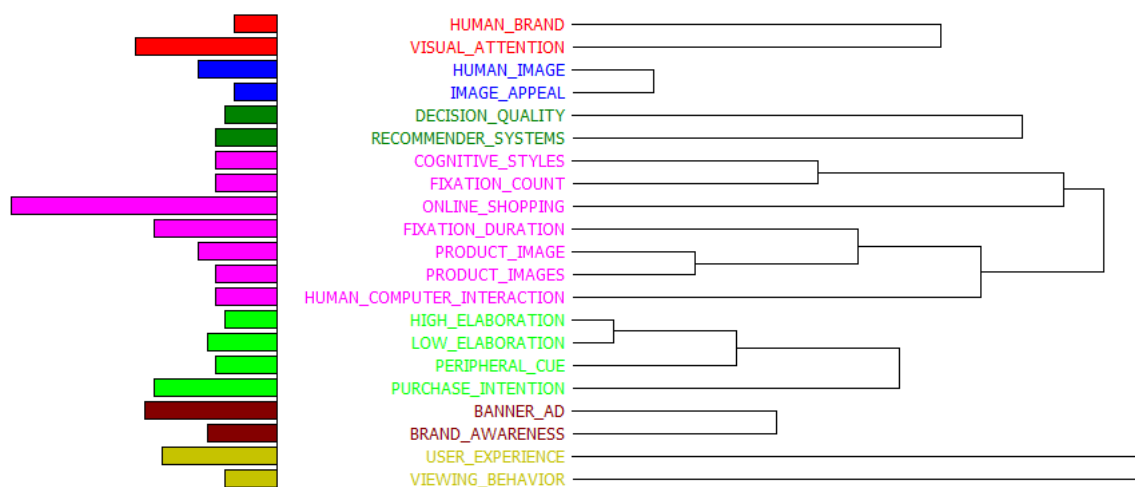 HUMAN_BRAND
VISUAL_ATTENTION
HUMAN_IMAGE
IMAGE_APPEAL
DECISION_QUALITY
RECOMMENDER_SYSTEMS
COGNITIVE_STYLES
FIXATION_COUNT
ONLINE_SHOPPING
FIXATION_DURATION
PRODUCT_IMAGE
PRODUCT_IMAGES
HUMAN_COMPUTER_INTERACTION
HIGH_ELABORATION
LOW_ELABORATION
PERIPHERAL_CUE
PURCHASE_INTENTION
BANNER_AD
BRAND_AWARENESS
USER_EXPERIENCE
VIEWING_BEHAVIOR